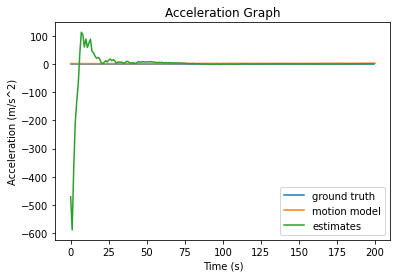 Acceleration Graph
Acceleration (m/s^2)
100
0
-100
-200
-300
-400
-500
-600
ground truth
motion model
estimates
0
25
50
75
100
125
150
175
200
Time (s)